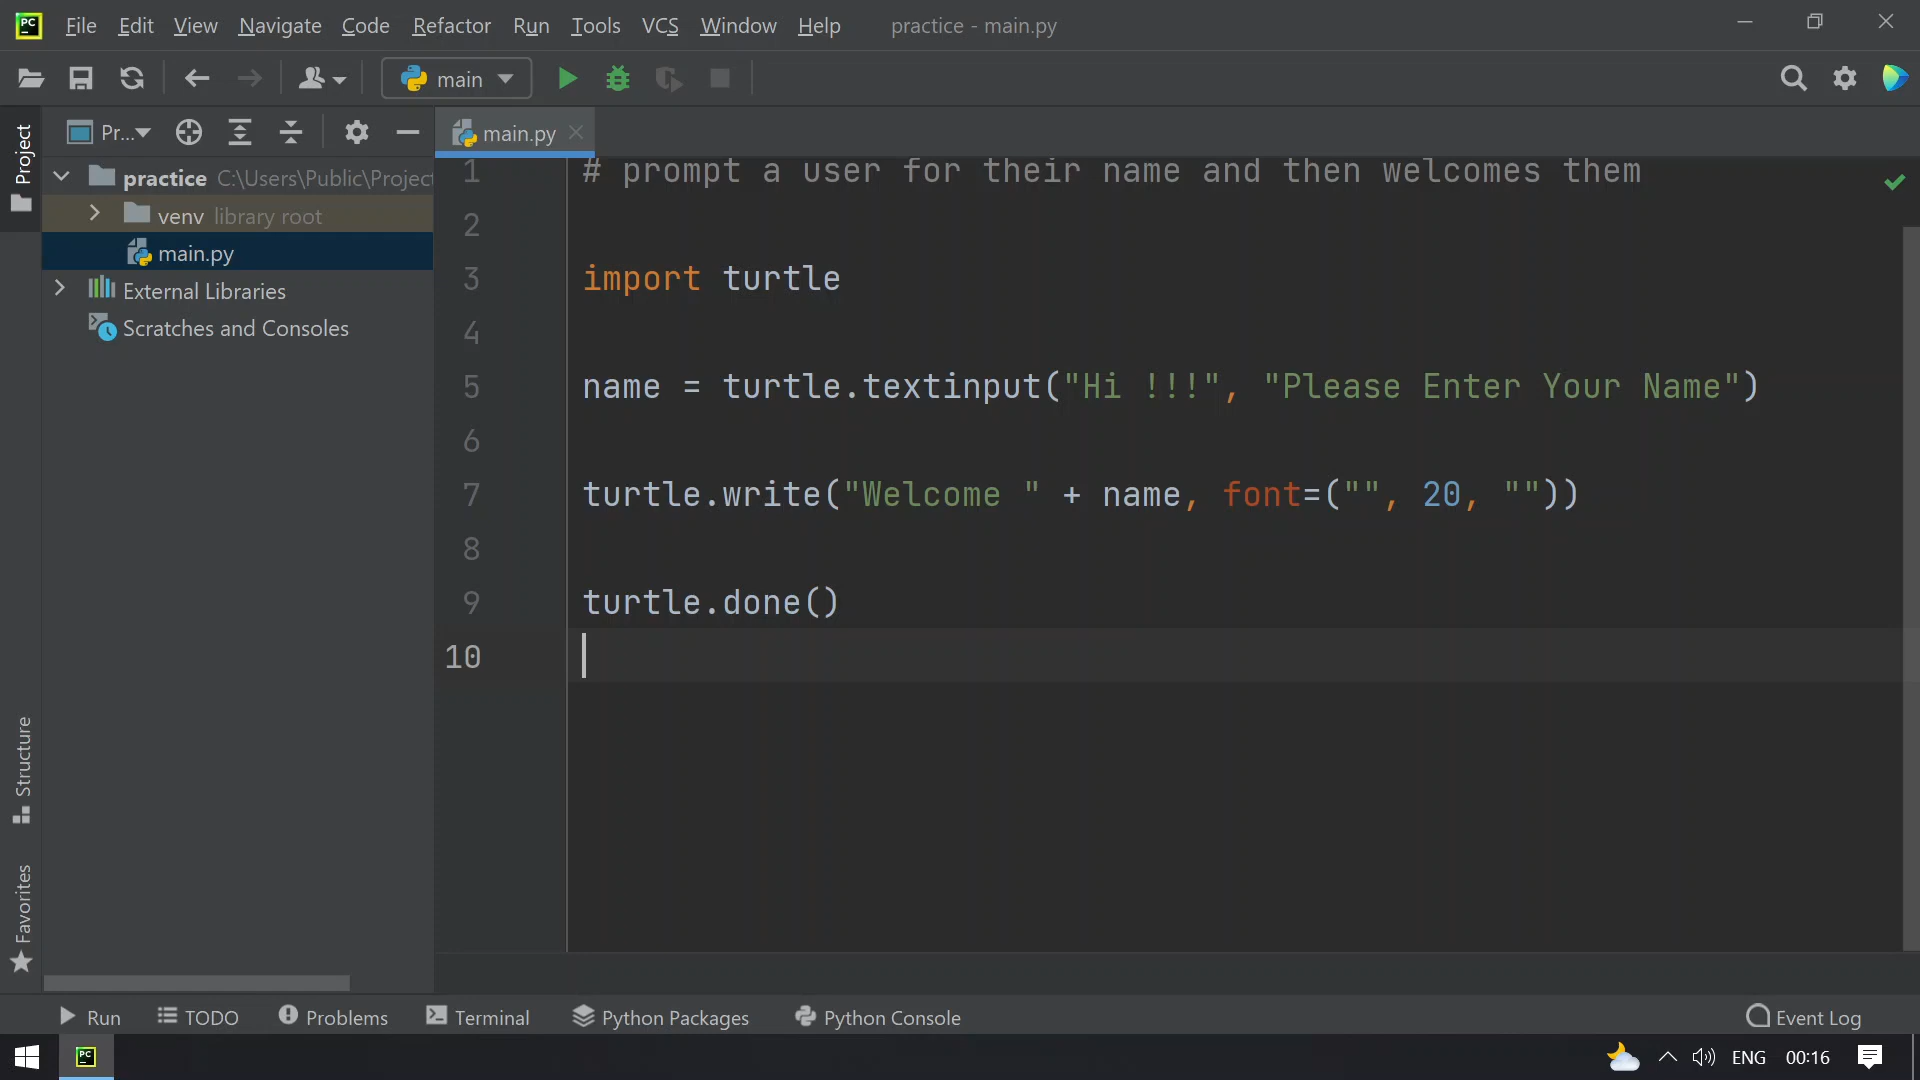 PC
File Edit View Navigate Code Refactor Run Tools VCS Window Help practice - main.py
main
Project
Pr...
main.py
practice C:\Users\Public\Project
venv library root
main.py
External Libraries
Scratches and Consoles
1 # prompt a user for their name and then welcomes them
2
3 import turtle
4
5 name = turtle.textinput("Hi !!!", "Please Enter Your Name")
6
7 turtle.write("Welcome " + name, font=("", 20, ""))
8
9 turtle.done()
10
Structure
Favorites
Run TODO Problems Terminal Python Packages Python Console Event Log
PC ENG 00:16